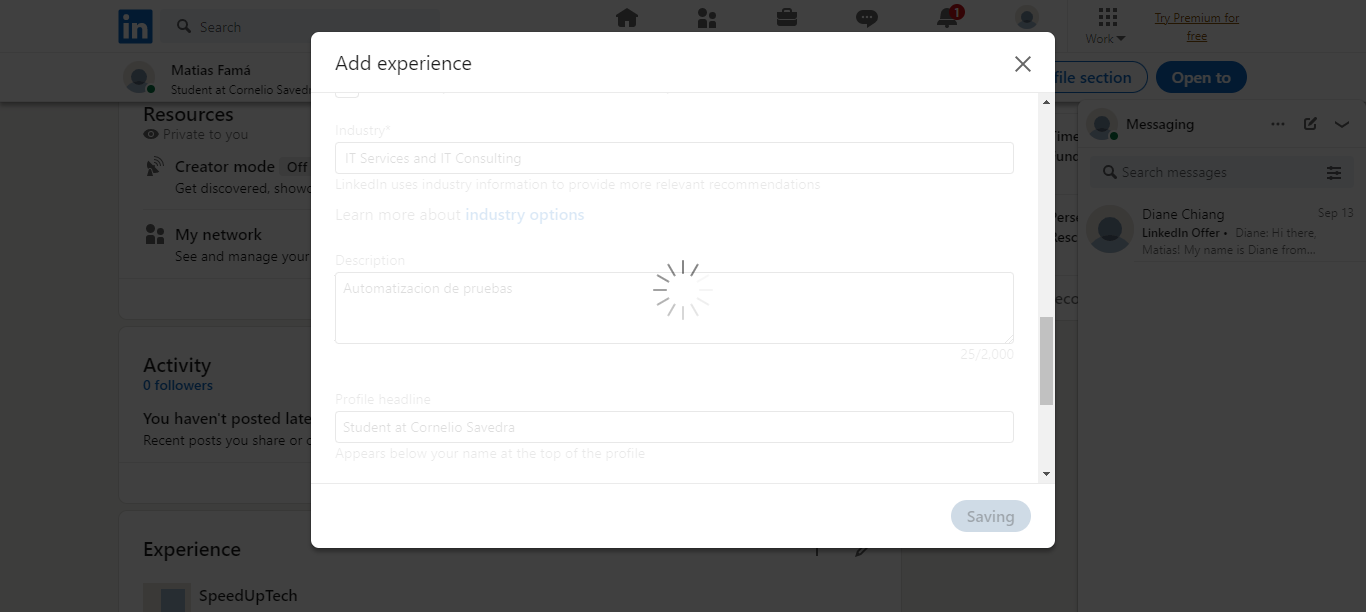 in
Search
1
Work
Try Premium for
free
Matias Famá
Student at Cornelio Saved
file section
Open to
Add experience
Resources
Private to you
Creator mode Off
Get discovered, show
My network
See and manage your
Activity
0 followers
You haven't posted late
Recent posts you share or c
Experience
SpeedUpTech
Industry*
IT Services and IT Consulting
LinkedIn uses industry information to provide more relevant recommendations
Learn more about industry options
Description
Automatizacion de pruebas
25/2,000
Profile headline
Student at Cornelio Savedra
Appears below your name at the top of the profile
Saving
Messaging
Search messages
Diane Chiang
Sep 13
LinkedIn Offer • Diane: Hi there,
Matias! My name is Diane from...